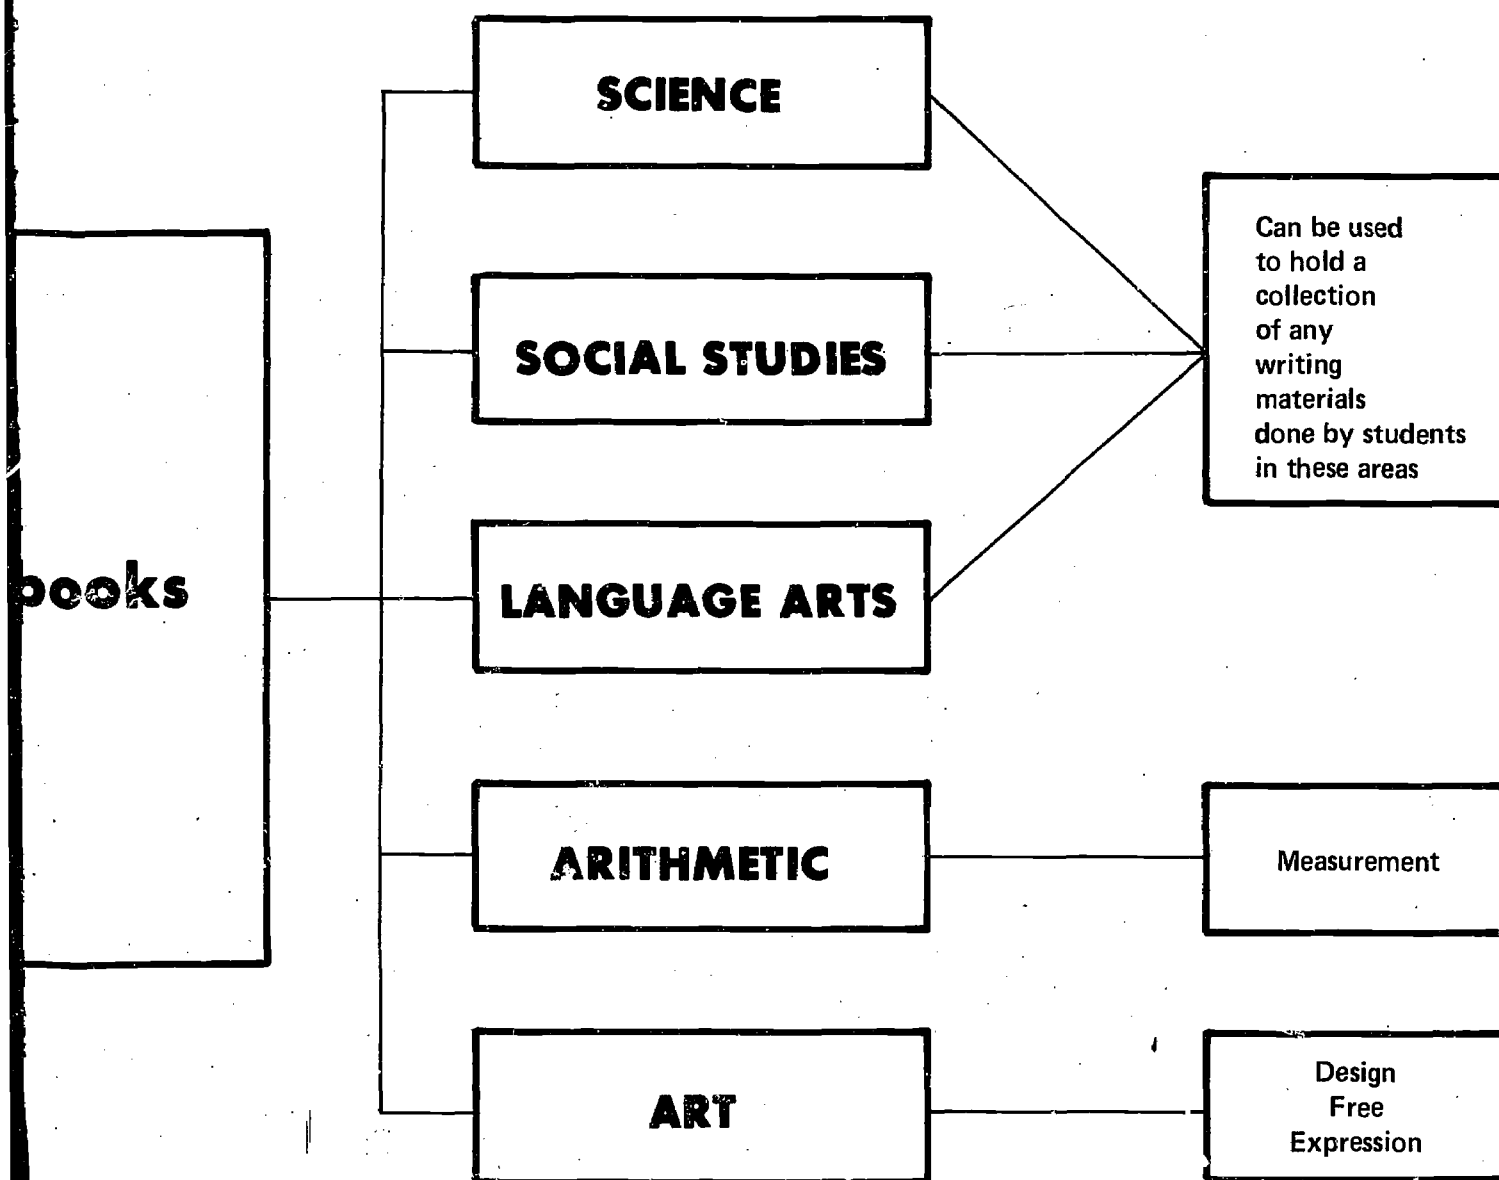 SCIENCE
Can be used
to hold a
collection
of any
writing
materials
done by students
in these areas
SOCIAL STUDIES
books
LANGUAGE ARTS
ARITHMETIC
Measurement
ART
Design
Free
Expression